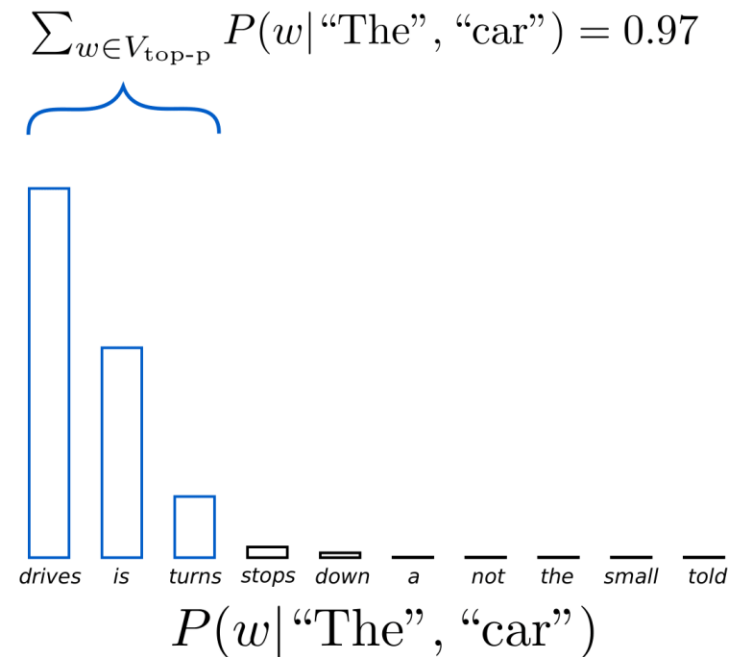 ∑w∈Vtop-p P(w|“The”, “car”) = 0.97
drives is turns stops down a not the small told
P(w|“The”, “car”)